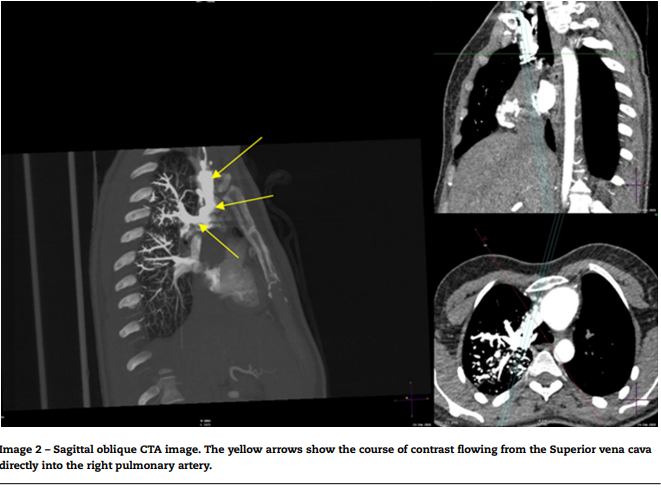 Image 2 – Sagittal oblique CTA image. The yellow arrows show the course of contrast flowing from the Superior vena cava
directly into the right pulmonary artery.